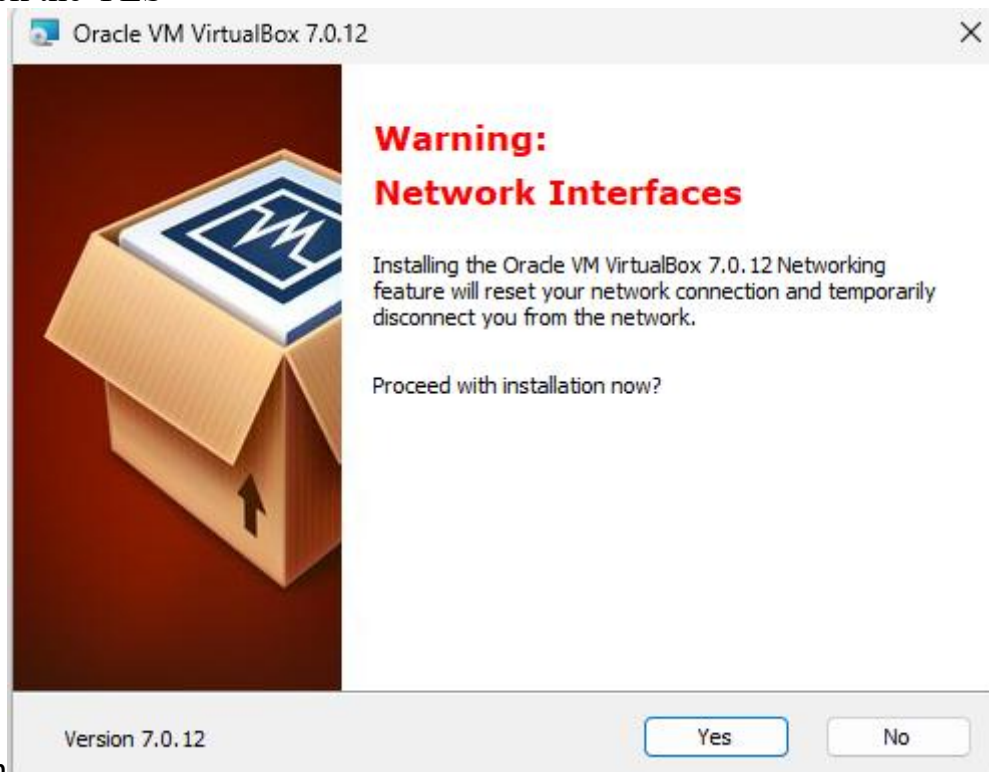 Oracle VM VirtualBox 7.0.12
Warning:
Network Interfaces
Installing the Oracle VM VirtualBox 7.0.12 Networking
feature will reset your network connection and temporarily
disconnect you from the network.
Proceed with installation now?
Version 7.0.12
Yes
No